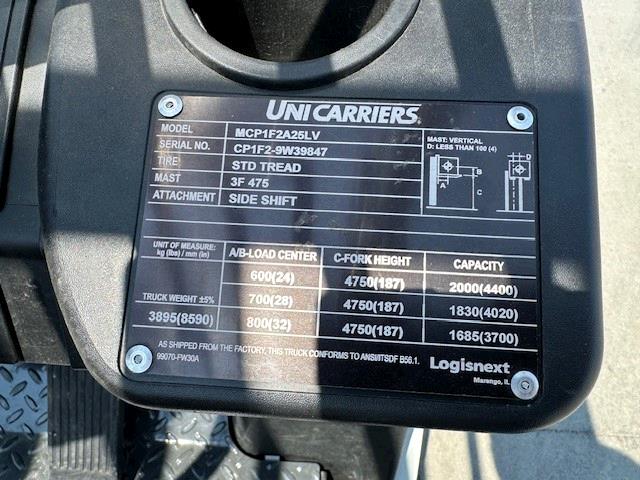 UNICARRIERS
MODEL MCP1F2A25LV
SERIAL NO. CP1F2-9W39847
TIRE STD TREAD
MAST 3F 475
ATTACHMENT SIDE SHIFT
MAST: VERTICAL
D: LESS THAN 100 (4)
D
B
A
C
UNIT OF MEASURE:
kg (lbs) / mm (in)
TRUCK WEIGHT ±5%
3895(8590)
A/B-LOAD CENTER C-FORK HEIGHT CAPACITY
600(24) 4750(187) 2000(4400)
700(28) 4750(187) 1830(4020)
800(32) 4750(187) 1685(3700)
AS SHIPPED FROM THE FACTORY, THIS TRUCK CONFORMS TO ANSI/ITSDF B56.1.
99070-FW30A
Logisnext
Marengo, IL